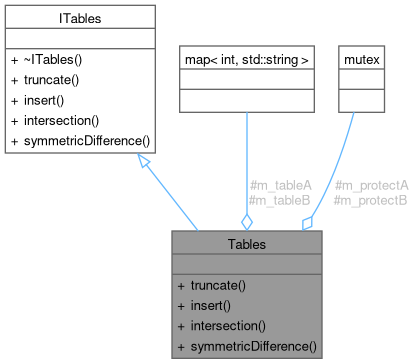 ITables
+ ~ITables()
+ truncate()
+ insert()
+ intersection()
+ symmetricDifference()
map< int, std::string >
mutex
#m_tableA
#m_tableB
#m_protectA
#m_protectB
Tables
+ truncate()
+ insert()
+ intersection()
+ symmetricDifference()